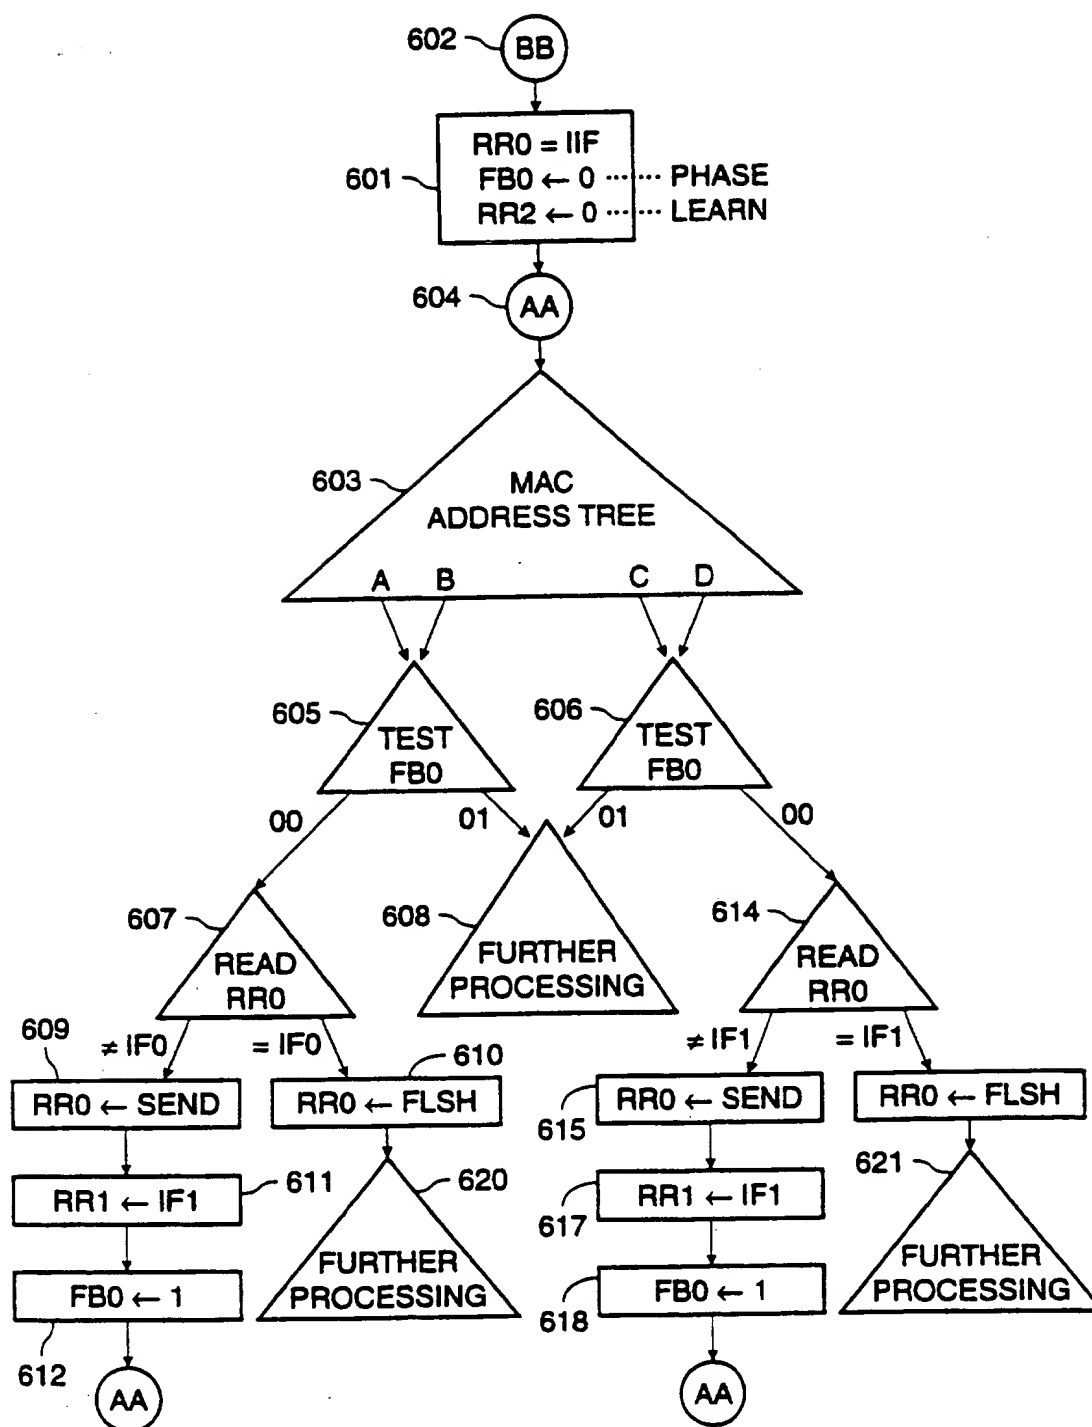 602
BB
RR0 = IIF
601
FB0 ← 0 ······ PHASE
RR2 ← 0 ······ LEARN
604
AA
603
MAC
ADDRESS TREE
A B C D
605
TEST
FB0
606
TEST
FB0
00 01 01 00
607
READ
RR0
608
FURTHER
PROCESSING
614
READ
RR0
609
≠ IF0 = IF0
610
≠ IF1 = IF1
RR0 ← SEND
RR0 ← FLSH
615
RR0 ← SEND
RR0 ← FLSH
RR1 ← IF1
611
620
617
RR1 ← IF1
621
FURTHER
PROCESSING
FURTHER
PROCESSING
FB0 ← 1
612
618
FB0 ← 1
AA
AA